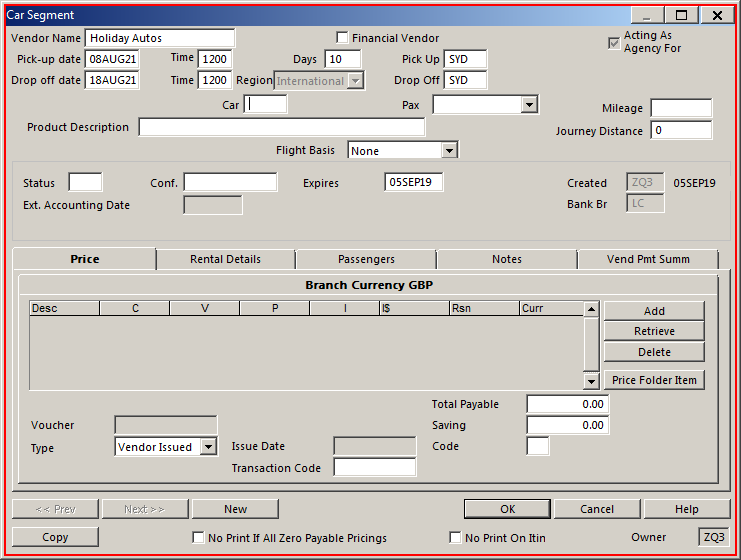 Car Segment
Vendor Name Holiday Autos Financial Vendor Acting As Agency For
Pick-up date 08AUG21 Time 1200 Days 10 Pick Up SYD
Drop off date 18AUG21 Time 1200 Region International Drop Off SYD
Car Pax Mileage
Product Description Journey Distance 0
Flight Basis None
Status Conf. Expires 05SEP19 Created ZQ3 05SEP19
Ext. Accounting Date Bank Br LC
Price Rental Details Passengers Notes Vend Pmt Summ
Branch Currency GBP
Desc C V P I I$ Rsn Curr
Add
Retrieve
Delete
Price Folder Item
Total Payable 0.00
Voucher Saving 0.00
Type Vendor Issued Issue Date Code
Transaction Code
<< Prev Next >> New OK Cancel Help
Copy No Print If All Zero Payable Pricings No Print On Itin Owner ZQ3